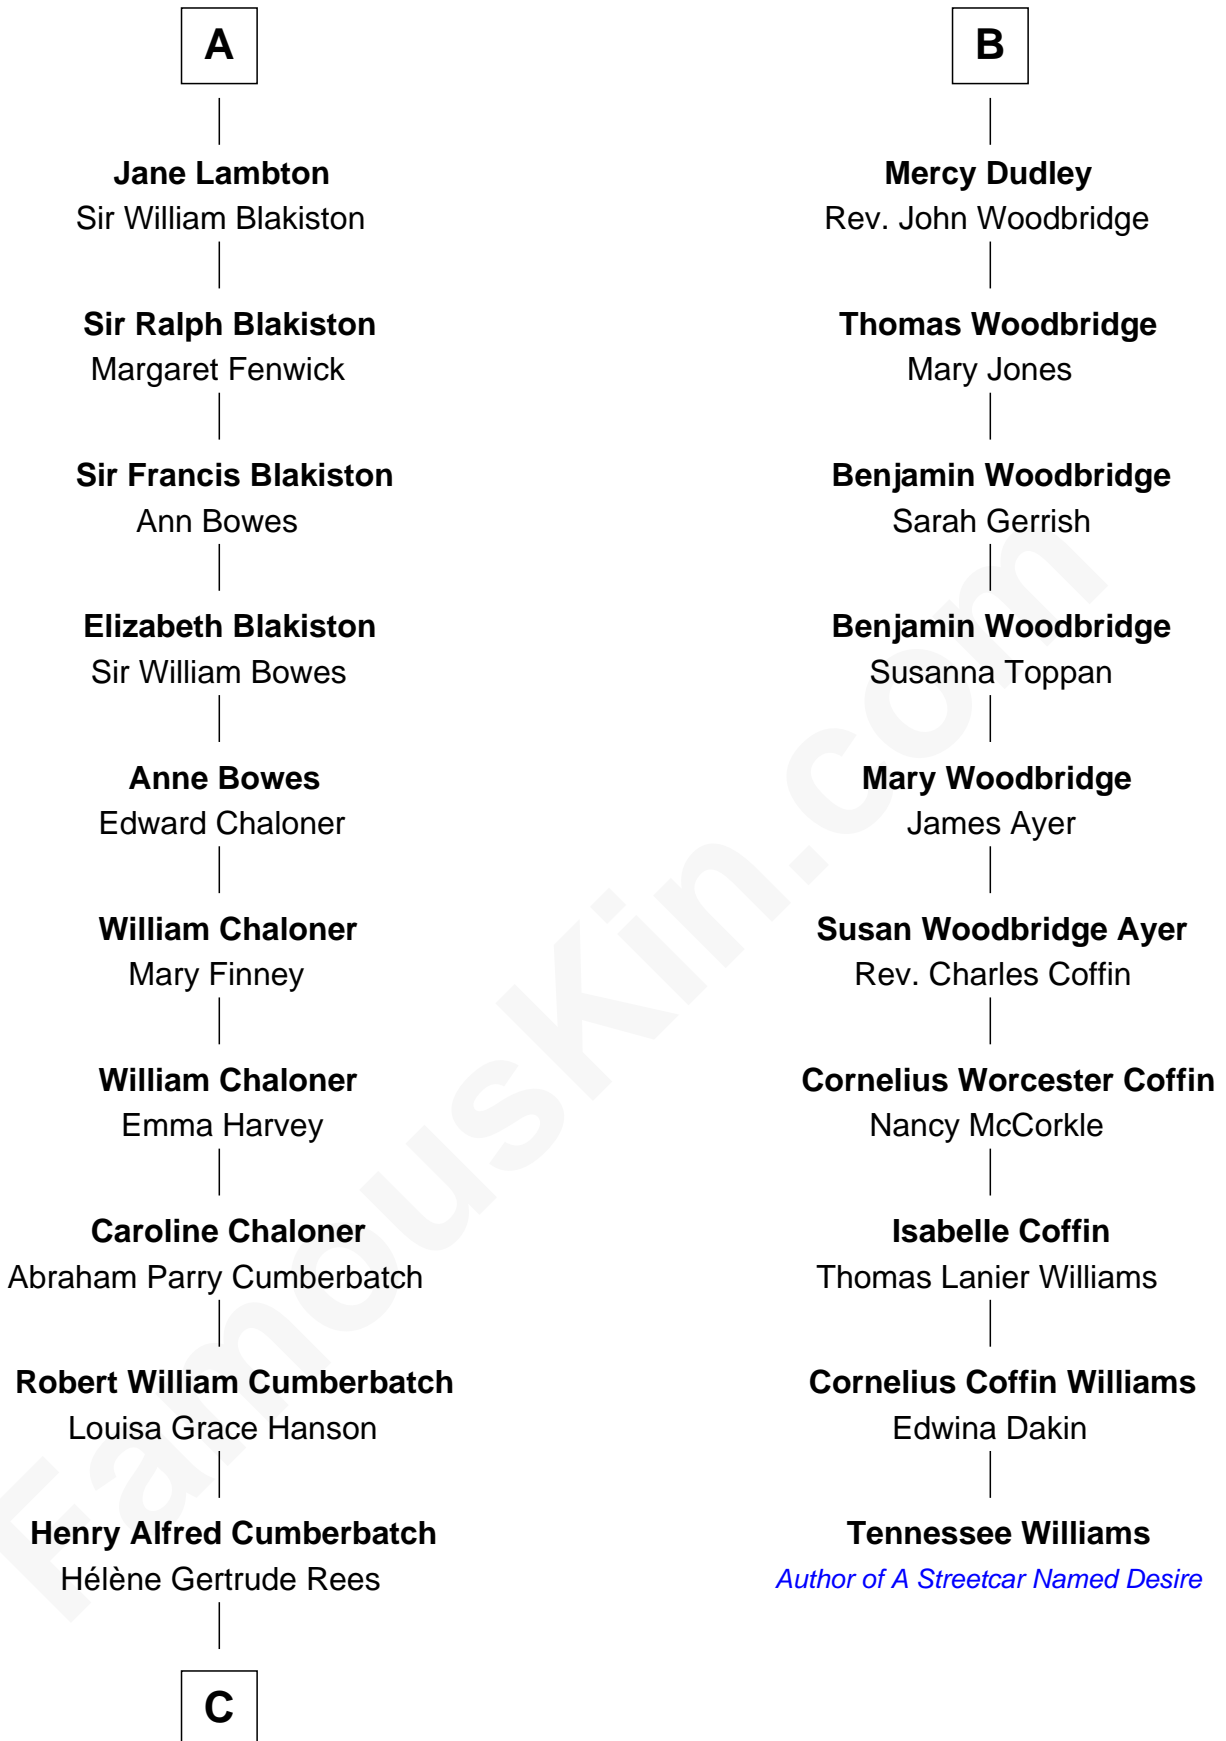 A
Jane Lambton
Sir William Blakiston
Sir Ralph Blakiston
Margaret Fenwick
Sir Francis Blakiston
Ann Bowes
Elizabeth Blakiston
Sir William Bowes
Anne Bowes
Edward Chaloner
William Chaloner
Mary Finney
William Chaloner
Emma Harvey
Caroline Chaloner
Abraham Parry Cumberbatch
Robert William Cumberbatch
Louisa Grace Hanson
Henry Alfred Cumberbatch
Hélène Gertrude Rees
C
B
Mercy Dudley
Rev. John Woodbridge
Thomas Woodbridge
Mary Jones
Benjamin Woodbridge
Sarah Gerrish
Benjamin Woodbridge
Susanna Toppan
Mary Woodbridge
James Ayer
Susan Woodbridge Ayer
Rev. Charles Coffin
Cornelius Worcester Coffin
Nancy McCorkle
Isabelle Coffin
Thomas Lanier Williams
Cornelius Coffin Williams
Edwina Dakin
Tennessee Williams
Author of A Streetcar Named Desire
FamousKin.com